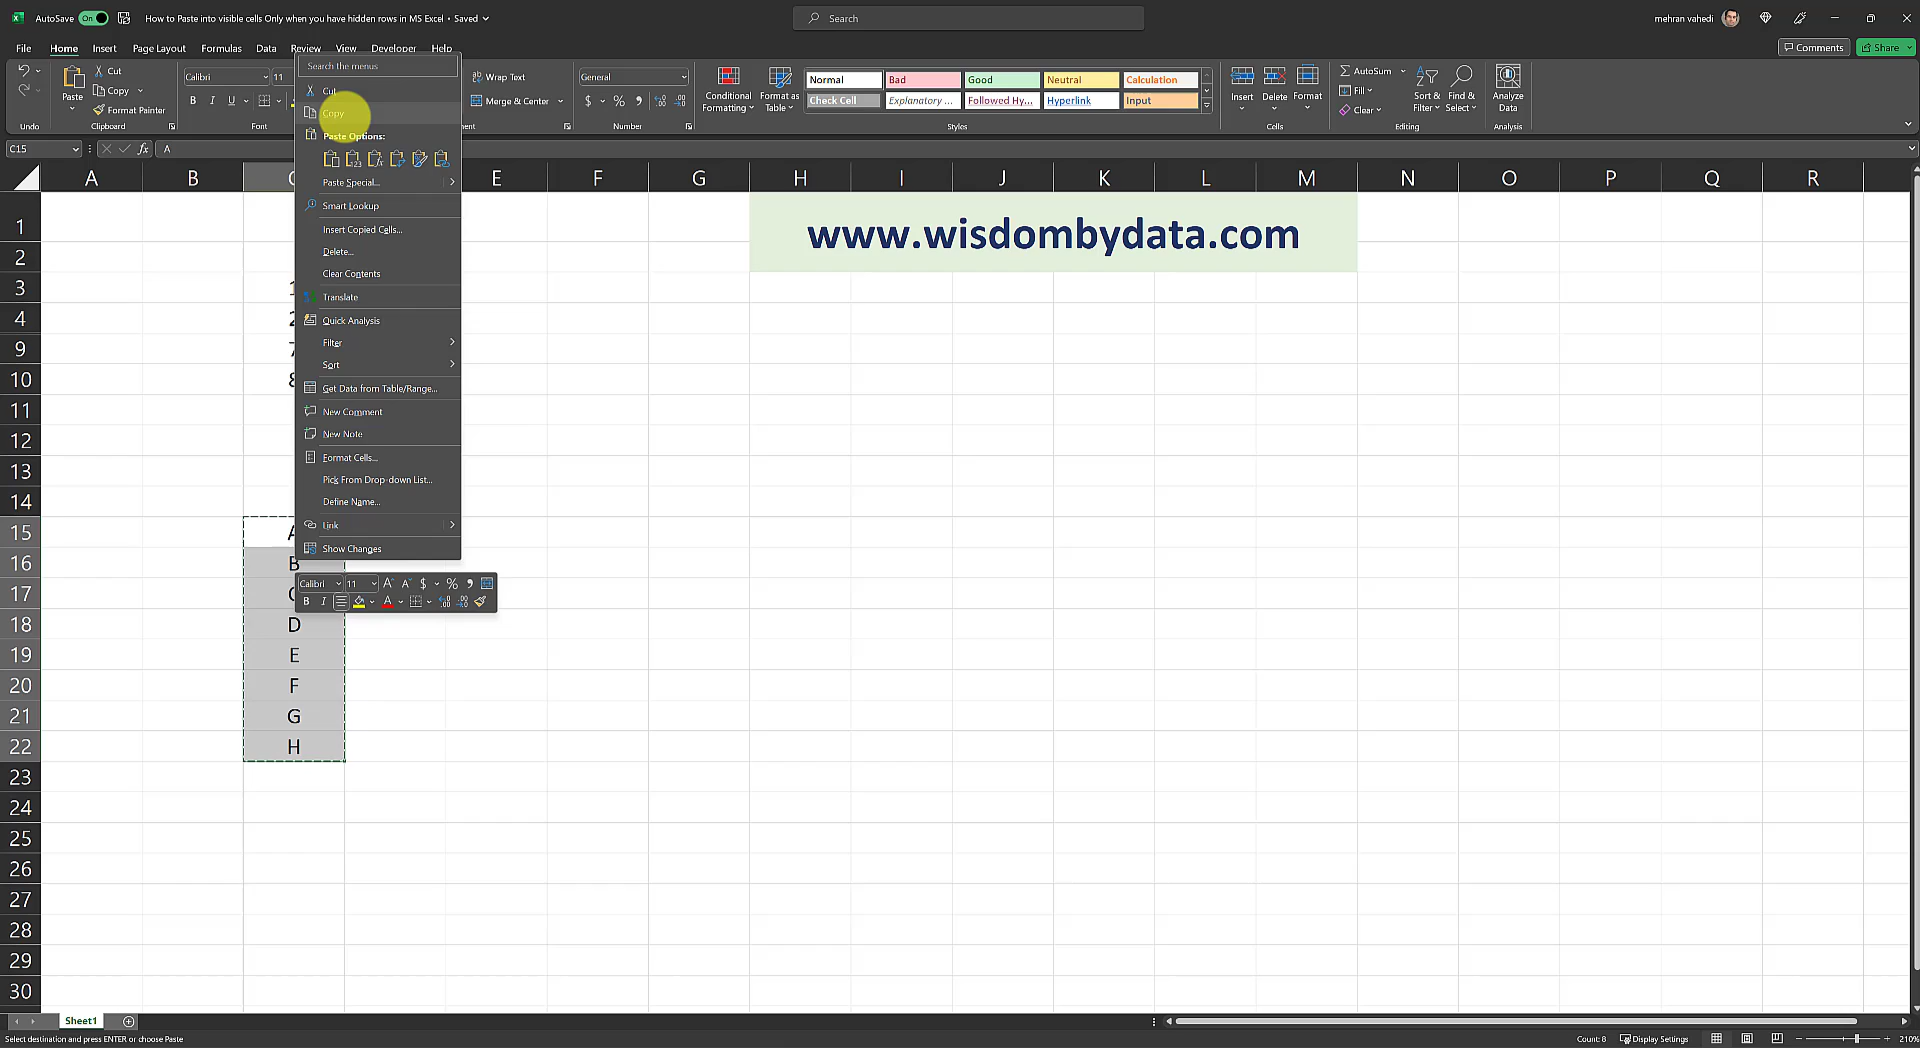 AutoSave On How to Paste into visible cells Only when you have hidden rows in MS Excel • Saved Search mehran vahedi
File Home Insert Page Layout Formulas Data Review View Developer Help Comments Share
Undo
Paste Cut Copy Format Painter
Clipboard
Calibri 11
B I U
Font
Wrap Text
Merge & Center
General
$ % 9
Number
Conditional Formatting
Format as Table
Normal Bad Good Neutral Calculation
Check Cell Explanatory ... Followed Hy... Hyperlink Input
Styles
Insert Delete Format
Cells
AutoSum
Fill
Clear
Sort & Filter
Find & Select
Editing
Analyze Data
Analysis
C15 fx A
A B E F G H I J K L M N O P Q R
Search the menus
Cut
Copy
Paste Options:
Paste Special...
Smart Lookup
Insert Copied Cells...
Delete...
Clear Contents
Translate
Quick Analysis
Filter
Sort
Get Data from Table/Range...
New Comment
New Note
Format Cells...
Pick From Drop-down List...
Define Name...
Link
Show Changes
Calibri 11 A A $ % 9
B I A
www.wisdombydata.com
1
2
3
4
9
10
11
12
13
14
15
16 B
17
18 D
19 E
20 F
21 G
22 H
23
24
25
26
27
28
29
30
Sheet1
Select destination and press ENTER or choose Paste Count: 8 Display Settings 210%